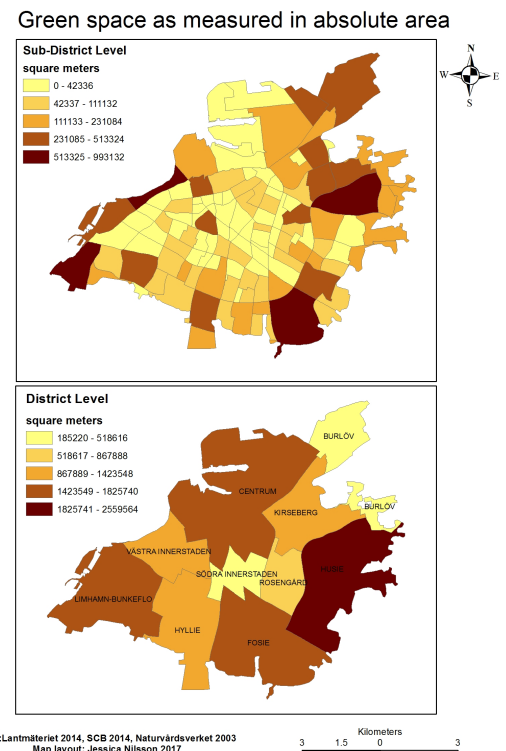 Green space as measured in absolute area
Sub-District Level
square meters
0 - 42336
42337 - 111132
111133 - 231084
231085 - 513324
513325 - 993132
N
W E
S
District Level
square meters
185220 - 518616
518617 - 867888
867889 - 1423548
1423549 - 1825740
1825741 - 2559564
BURLÖV
CENTRUM
BURLÖV
KIRSEBERG
VÄSTRA INNERSTADEN
HUSIE
SÖDRA INNERSTADEN
ROSENGÅRD
LIMHAMN-BUNKEFLO
HYLLIE
FOSIE
:Lantmäteriet 2014, SCB 2014, Naturvårdsverket 2003
Map layout: Jessica Nilsson 2017
Kilometers
3 1.5 0 3